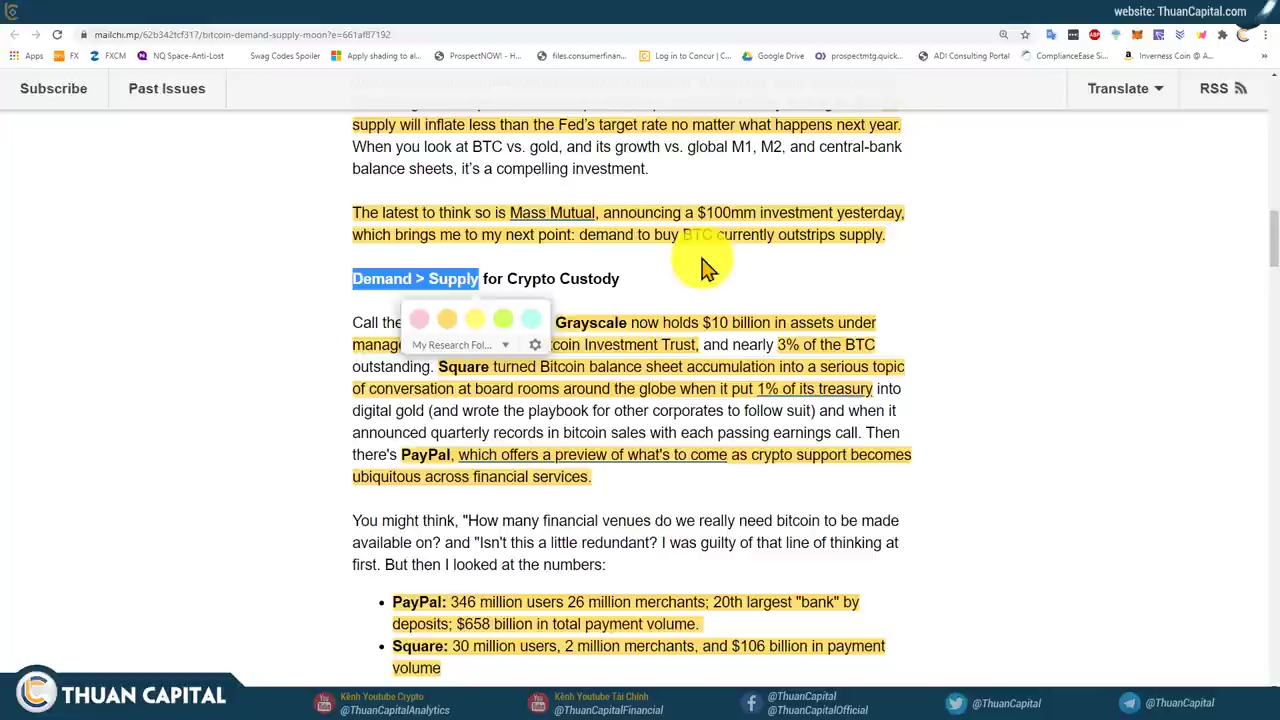 website: ThuanCapital.com
mailchi.mp/62b342fcf317/bitcoin-demand-supply-moon?e=661af87192
Apps FX FXCM NQ Space-Anti-Lost Swag Codes Spoiler Apply shading to al... ProspectNOW! - H... files.consumerfinan... Log in to Concur | C... Google Drive prospectmtg.quick... ADI Consulting Portal ComplianceEase Si... Inverness Coin @ A... »
Subscribe Past Issues Translate RSS
supply will inflate less than the Fed's target rate no matter what happens next year.
When you look at BTC vs. gold, and its growth vs. global M1, M2, and central-bank
balance sheets, it's a compelling investment.
The latest to think so is Mass Mutual, announcing a $100mm investment yesterday,
which brings me to my next point: demand to buy BTC currently outstrips supply.
Demand > Supply for Crypto Custody
Call the Grayscale now holds $10 billion in assets under
manag coin Investment Trust, and nearly 3% of the BTC
My Research Fol...
outstanding. Square turned Bitcoin balance sheet accumulation into a serious topic
of conversation at board rooms around the globe when it put 1% of its treasury into
digital gold (and wrote the playbook for other corporates to follow suit) and when it
announced quarterly records in bitcoin sales with each passing earnings call. Then
there's PayPal, which offers a preview of what's to come as crypto support becomes
ubiquitous across financial services.
You might think, "How many financial venues do we really need bitcoin to be made
available on? and "Isn't this a little redundant? I was guilty of that line of thinking at
first. But then I looked at the numbers:
• PayPal: 346 million users 26 million merchants; 20th largest "bank" by
deposits; $658 billion in total payment volume.
• Square: 30 million users, 2 million merchants, and $106 billion in payment
volume
THUAN CAPITAL
Kênh Youtube Crypto
@ThuanCapitalAnalytics
Kênh Youtube Tài Chính
@ThuanCapitalFinancial
@ThuanCapital
@ThuanCapitalOfficial
@ThuanCapital
@ThuanCapital